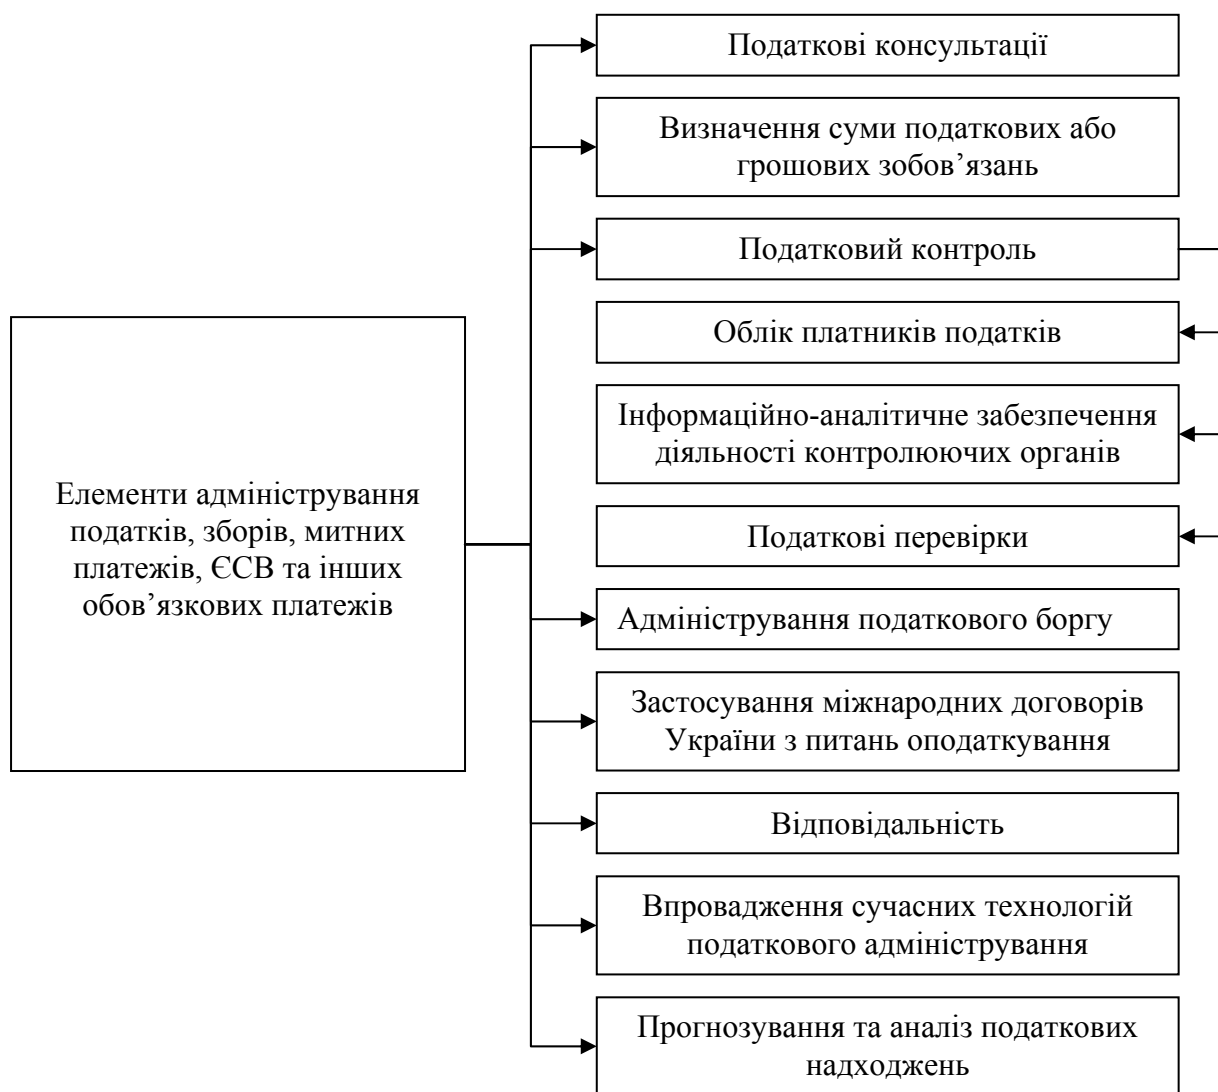 Податкові консультації
Визначення суми податкових або
грошових зобов’язань
Податковий контроль
Облік платників податків
Інформаційно-аналітичне забезпечення
діяльності контролюючих органів
Податкові перевірки
Елементи адміністрування
податків, зборів, митних
платежів, ЄСВ та інших
обов’язкових платежів
Адміністрування податкового боргу
Застосування міжнародних договорів
України з питань оподаткування
Відповідальність
Впровадження сучасних технологій
податкового адміністрування
Прогнозування та аналіз податкових
надходжень